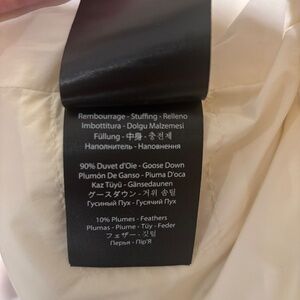 Rembourrage - Stuffing - Relleno
Imbottitura - Dolgu Malzemesi
Füllung - 中身 - 충전재
Наполнитель - Наповнення
90% Duvet d'Oie - Goose Down
Plumón De Ganso - Piuma D'oca
Kaz Tüyü - Gänsedaunen
グースダウン - 거위 솜털
Гусиный Пух - Гусячий Пух
10% Plumes - Feathers
Plumas - Piume - Tüy - Feder
フェザー - 깃털
Перья - Пір'Я